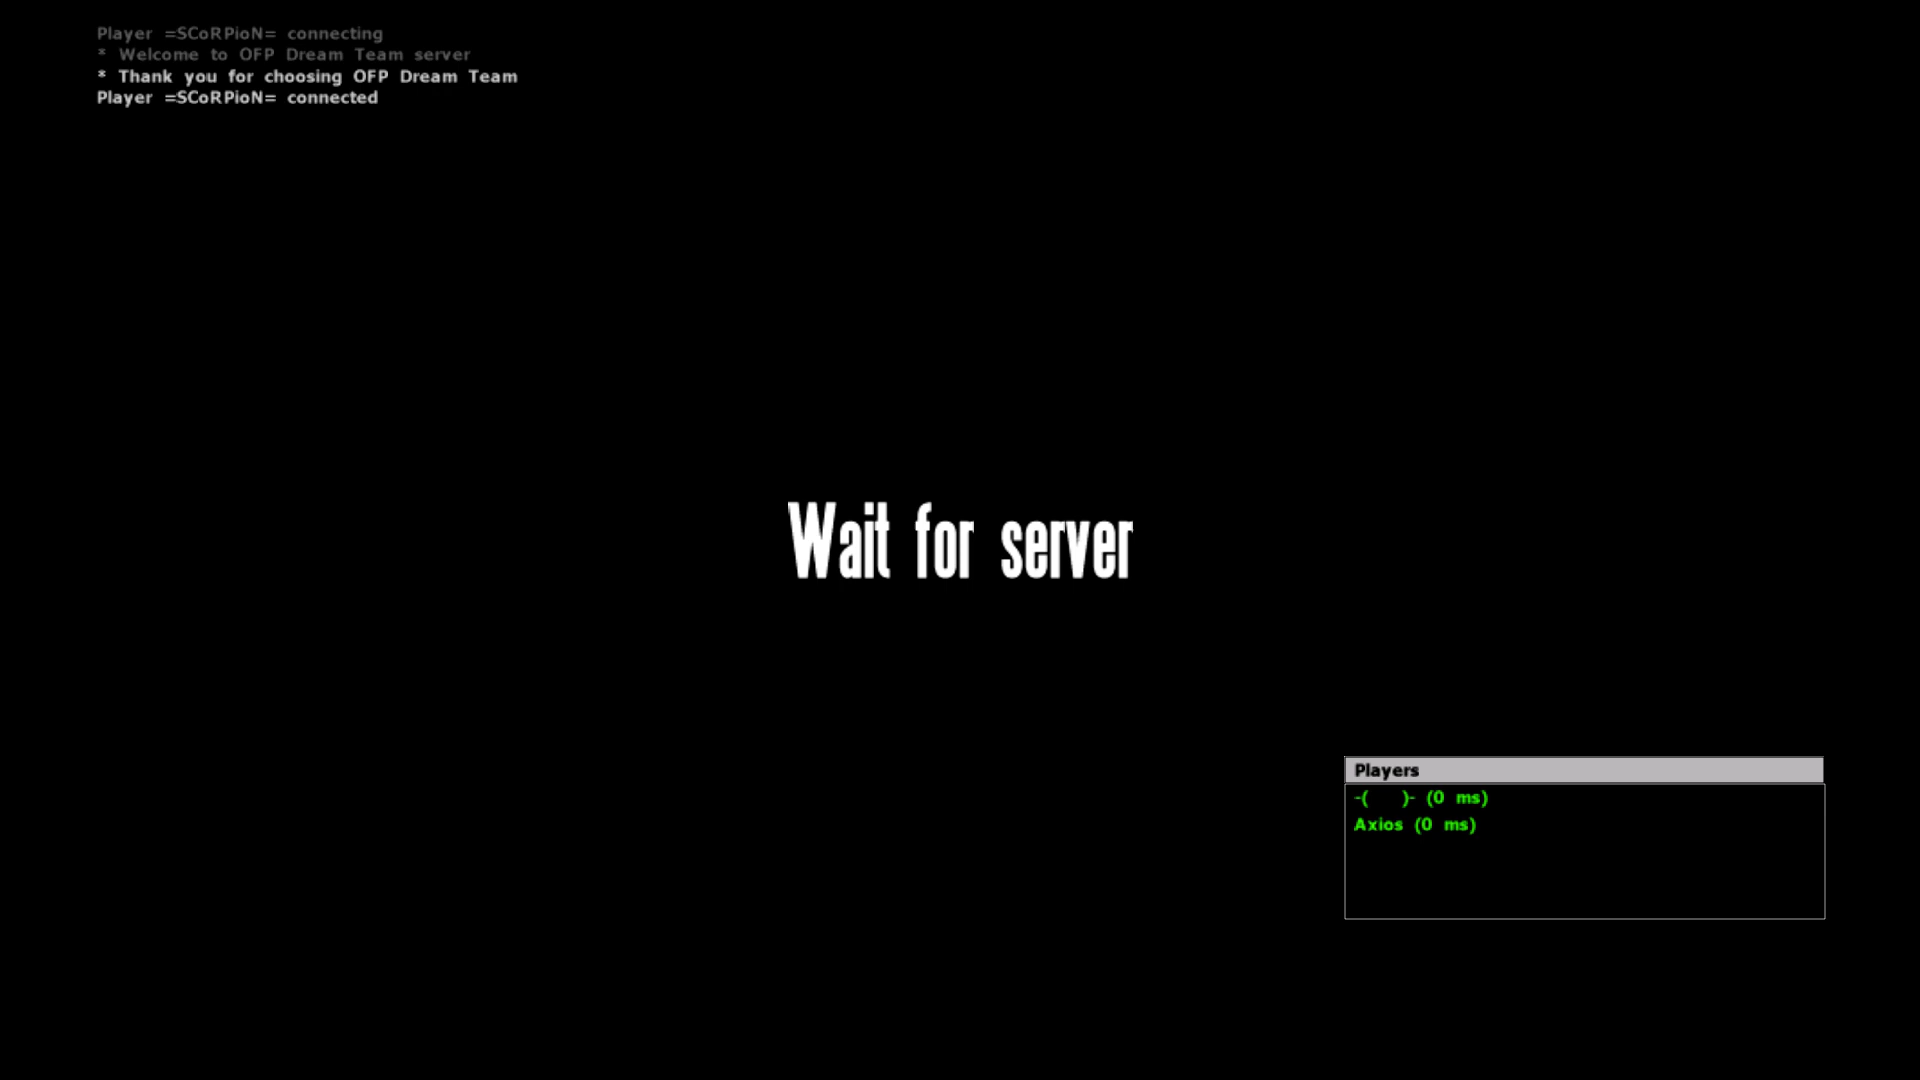 Player =SCoRPioN= connecting
* Welcome to OFP Dream Team server
* Thank you for choosing OFP Dream Team
Player =SCoRPioN= connected
Wait for server
Players
-(   )- (0 ms)
Axios (0 ms)